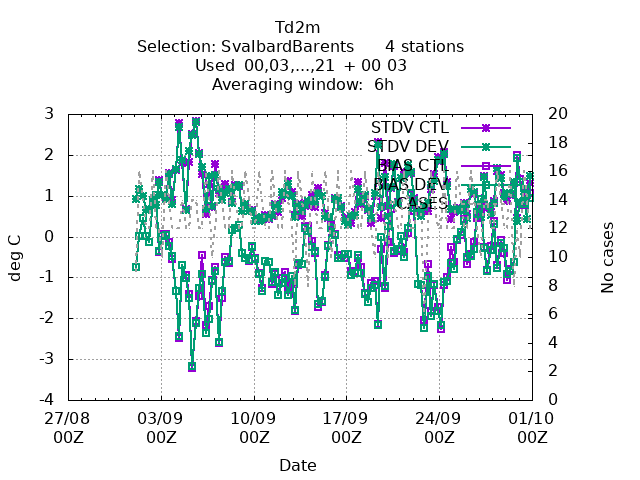 Td2m
Selection: SvalbardBarents 4 stations
Used 00,03,...,21 + 00 03
Averaging window: 6h
STDV CTL
STDV DEV
BIAS CTL
BIAS DEV
CASES
deg C
3
2
1
0
-1
-2
-3
-4
No cases
20
18
16
14
12
10
8
6
4
2
0
27/08 03/09 10/09 17/09 24/09 01/10
00Z 00Z 00Z 00Z 00Z 00Z
Date